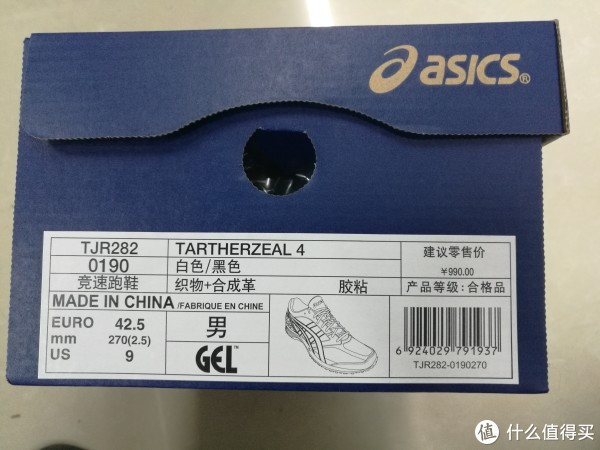 asics®
TJR282 TARTHERZEAL 4 建议零售价
0190 白色/黑色 ¥990.00
竞速跑鞋 织物+合成革 胶粘 产品等级:合格品
MADE IN CHINA /FABRIQUE EN CHINE
EURO 42.5 男
mm 270(2.5)
US 9 GEL™
6 924029 791937
TJR282-0190270
值 什么值得买